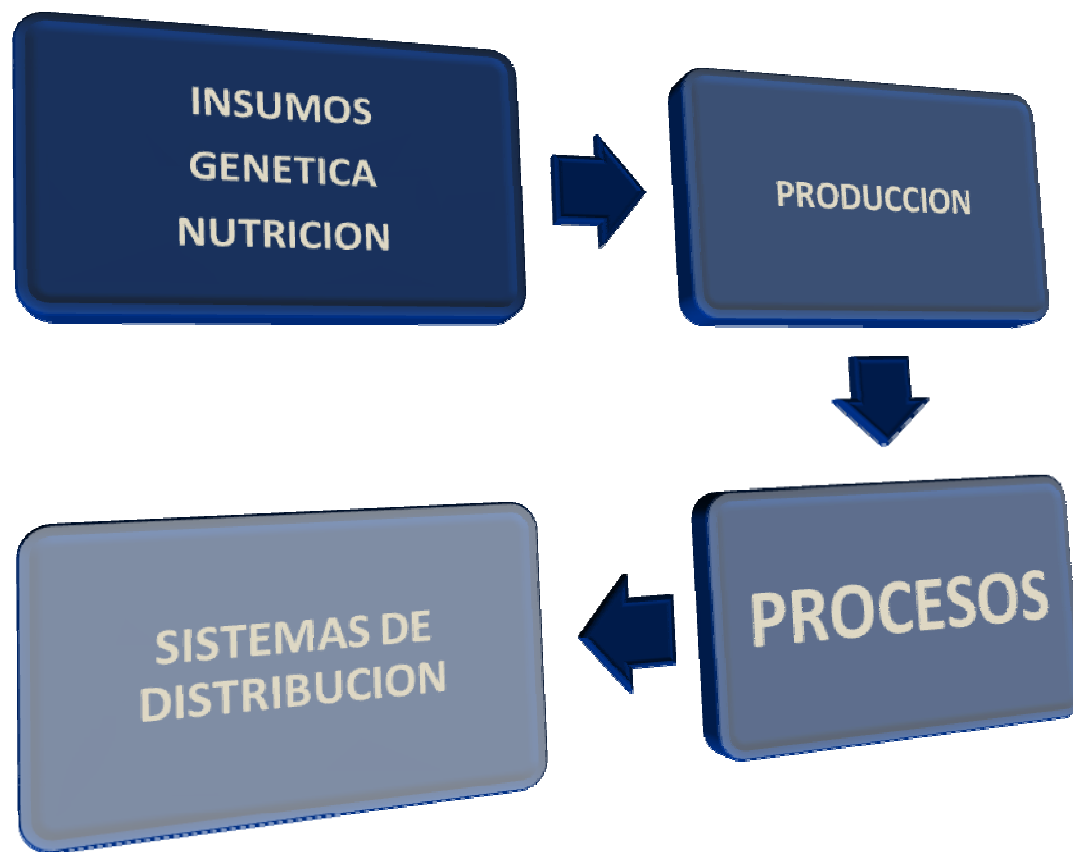 INSUMOS
GENETICA
NUTRICION
PRODUCCION
PROCESOS
SISTEMAS DE
DISTRIBUCION